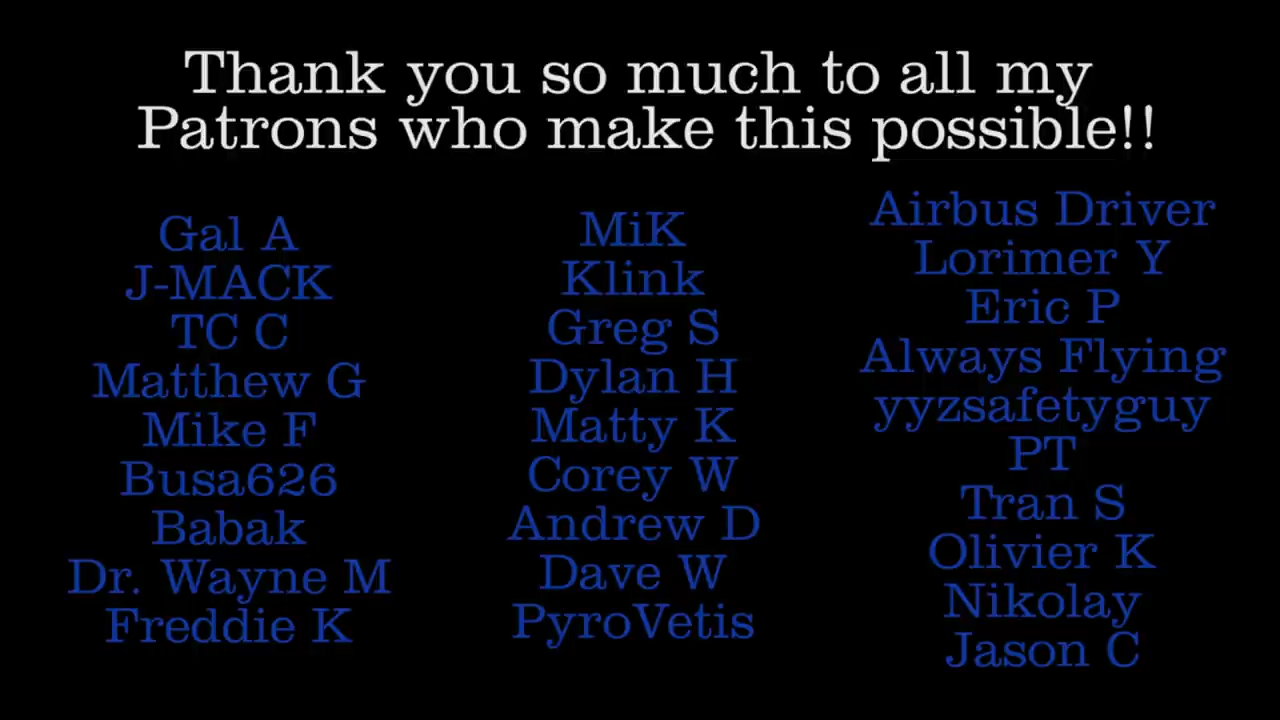 Thank you so much to all my
Patrons who make this possible!!
Gal A
J-MACK
TC C
Matthew G
Mike F
Busa626
Babak
Dr. Wayne M
Freddie K
MiK
Klink
Greg S
Dylan H
Matty K
Corey W
Andrew D
Dave W
PyroVetis
Airbus Driver
Lorimer Y
Eric P
Always Flying
yyzsafetyguy
PT
Tran S
Olivier K
Nikolay
Jason C